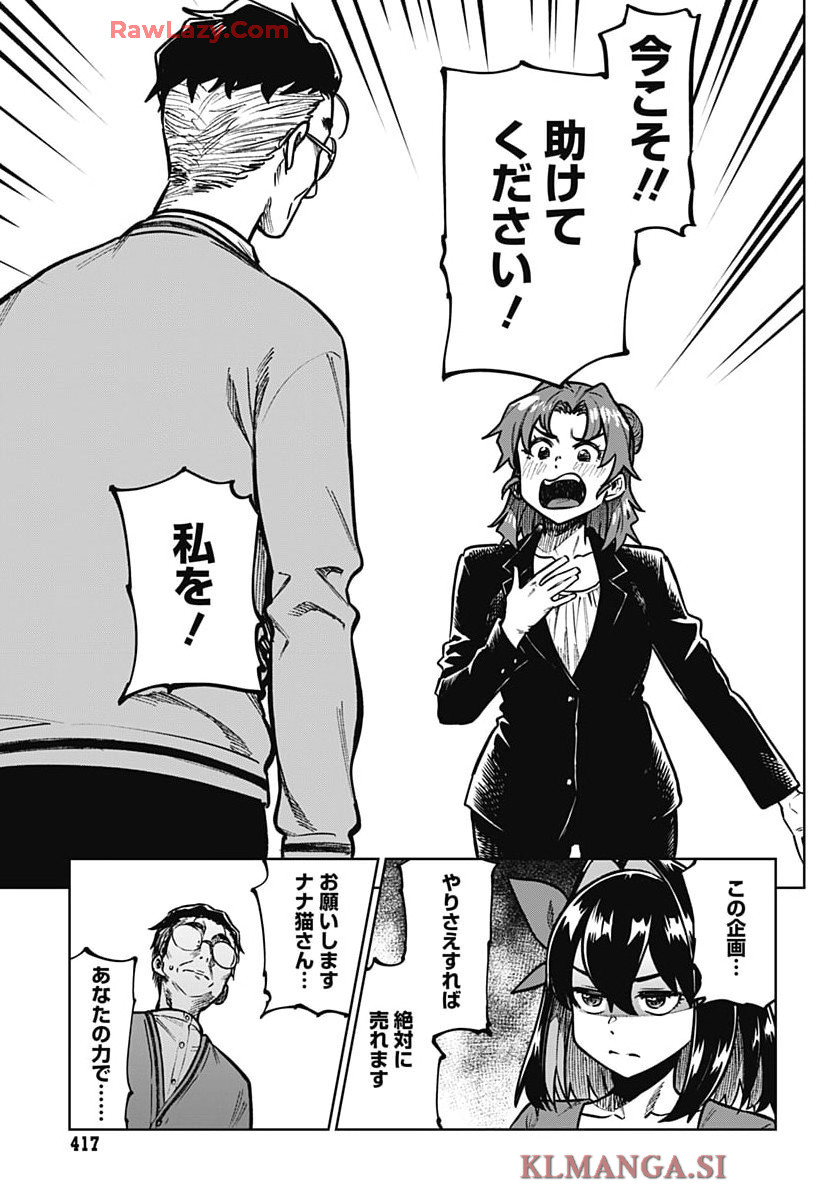 RawLazy.Com
今こそ!!
助けて
ください!
私を!
この企画…
やりさえすれば
絶対に
売れます
お願いします
ナナ猫さん…
あなたの力で……
417
KLMANGA.SI